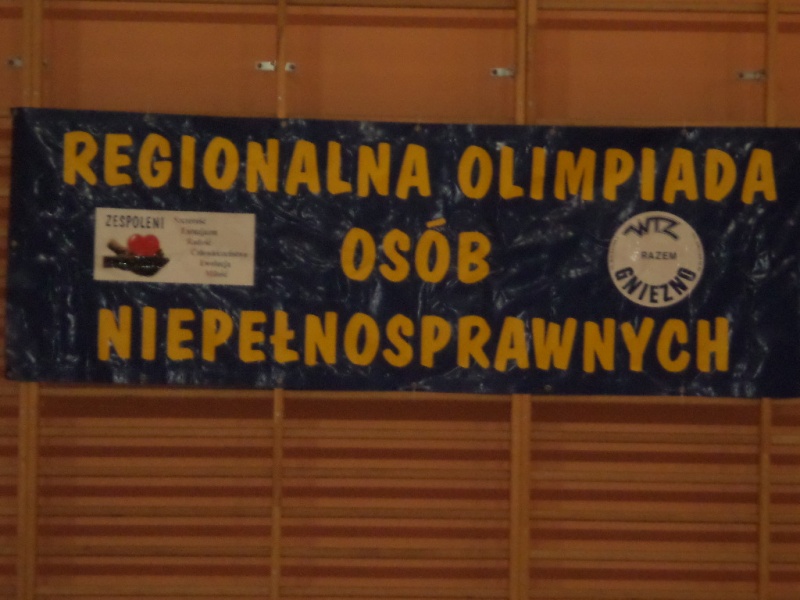 REGIONALNA OLIMPIADA
OSÓB
NIEPEŁNOSPRAWNYCH
ZESPOLENI
WTZ
RAZEM
GNIEZNO